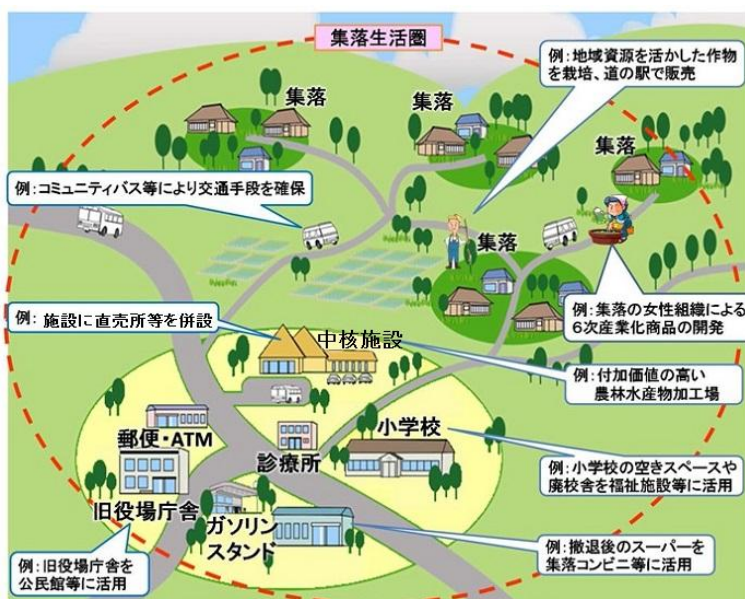 集落生活圏
例：地域資源を活かした作物
を栽培、道の駅で販売
集落
集落
集落
例：コミュニティバス等により交通手段を確保
集落
例：集落の女性組織による
6次産業化商品の開発
例： 施設に直売所等を併設
中核施設
例：付加価値の高い
農林水産物加工場
郵便・ATM
診療所
小学校
例：小学校の空きスペースや
廃校舎を福祉施設等に活用
旧役場庁舎
ガソリン
スタンド
例：旧役場庁舎を
公民館等に活用
例：撤退後のスーパーを
集落コンビニ等に活用